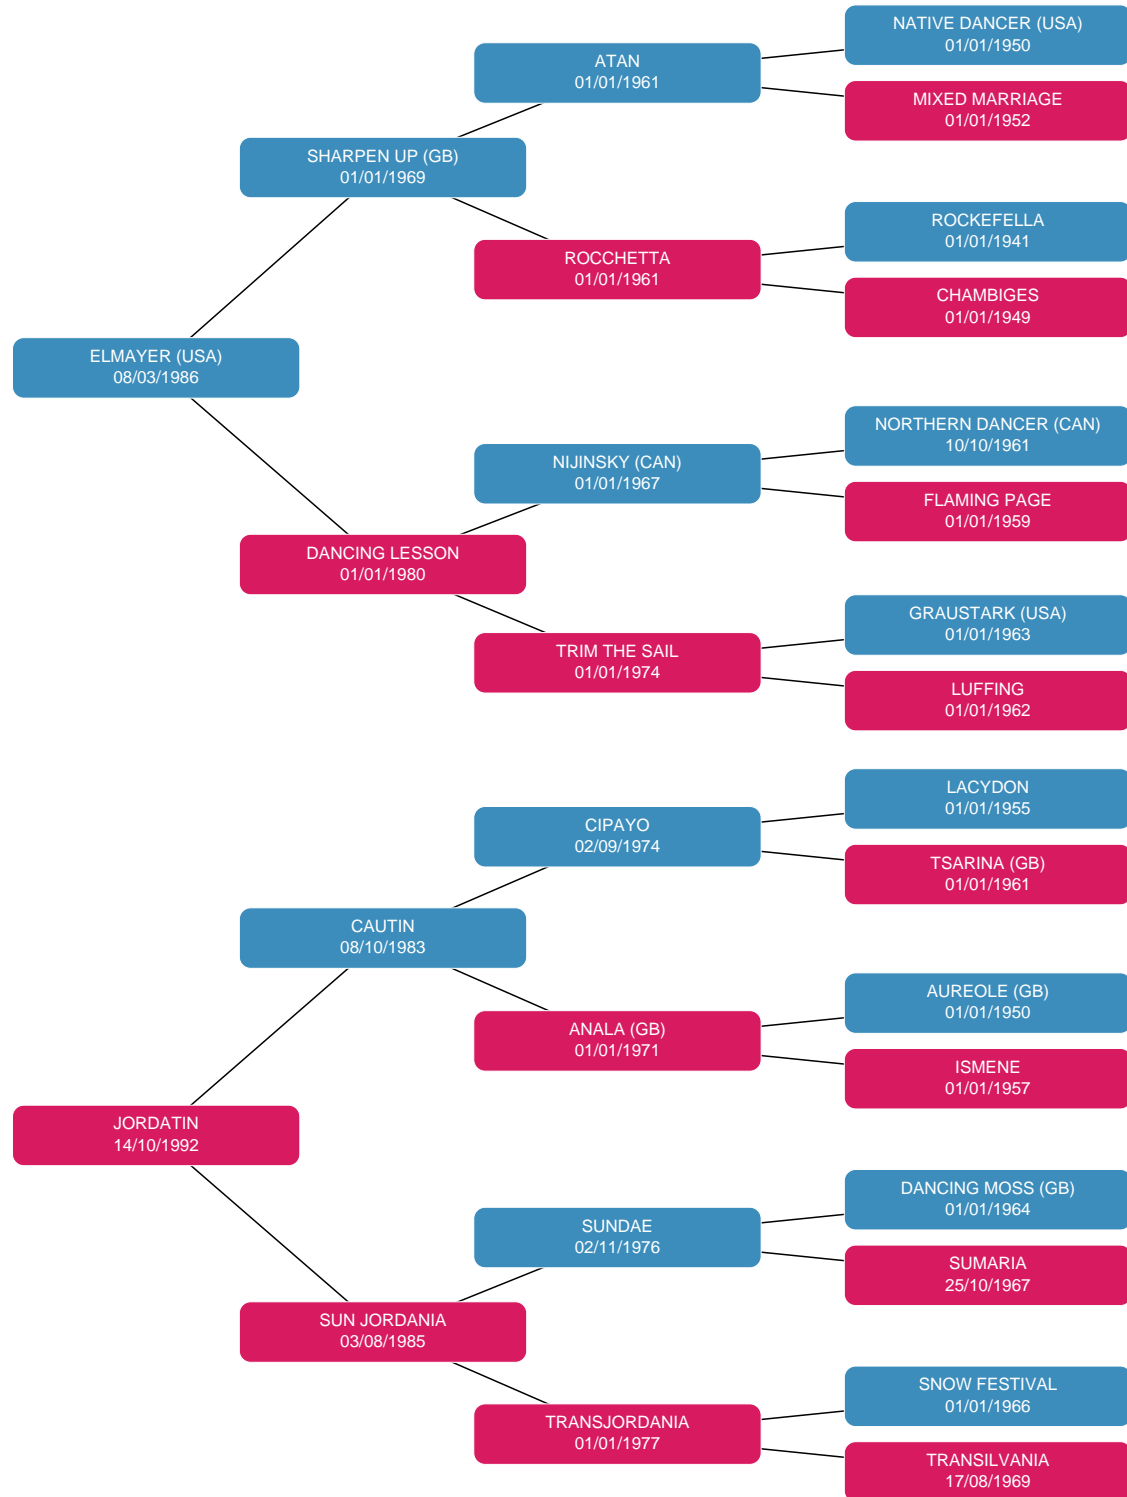 NATIVE DANCER (USA)
01/01/1950
ATAN
01/01/1961
MIXED MARRIAGE
01/01/1952
SHARPEN UP (GB)
01/01/1969
ROCKEFELLA
01/01/1941
ROCCHETTA
01/01/1961
CHAMBIGES
01/01/1949
ELMAYER (USA)
08/03/1986
NORTHERN DANCER (CAN)
10/10/1961
NIJINSKY (CAN)
01/01/1967
FLAMING PAGE
01/01/1959
DANCING LESSON
01/01/1980
GRAUSTARK (USA)
01/01/1963
TRIM THE SAIL
01/01/1974
LUFFING
01/01/1962
LACYDON
01/01/1955
CIPAYO
02/09/1974
TSARINA (GB)
01/01/1961
CAUTIN
08/10/1983
AUREOLE (GB)
01/01/1950
ANALA (GB)
01/01/1971
ISMENE
01/01/1957
JORDATIN
14/10/1992
DANCING MOSS (GB)
01/01/1964
SUNDAE
02/11/1976
SUMARIA
25/10/1967
SUN JORDANIA
03/08/1985
SNOW FESTIVAL
01/01/1966
TRANSJORDANIA
01/01/1977
TRANSILVANIA
17/08/1969